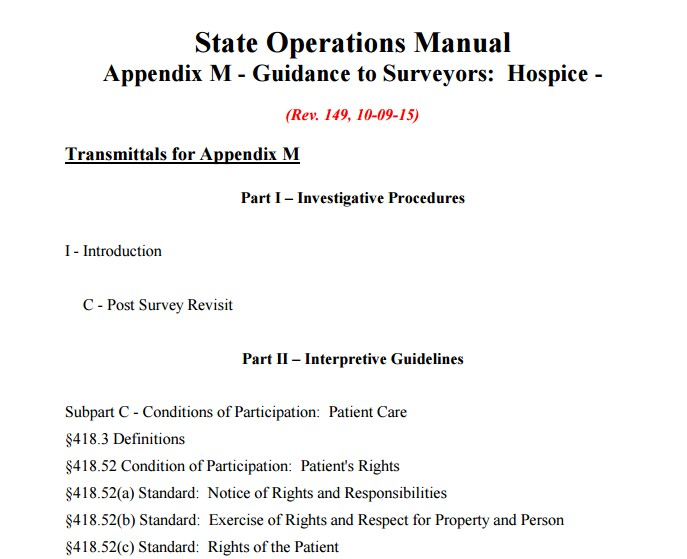 State Operations Manual
Appendix M - Guidance to Surveyors: Hospice -
(Rev. 149, 10-09-15)
Transmittals for Appendix M
Part I – Investigative Procedures
I - Introduction
C - Post Survey Revisit
Part II – Interpretive Guidelines
Subpart C - Conditions of Participation: Patient Care
§418.3 Definitions
§418.52 Condition of Participation: Patient's Rights
§418.52(a) Standard: Notice of Rights and Responsibilities
§418.52(b) Standard: Exercise of Rights and Respect for Property and Person
§418.52(c) Standard: Rights of the Patient